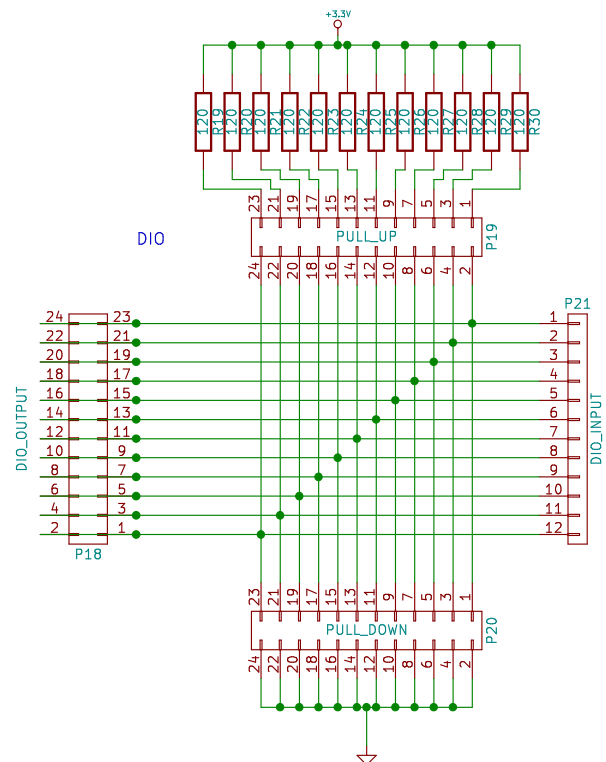 +3.3V
120 120 120 120 120 120 120 120 120 120 120 120
R19 R20 R21 R22 R23 R24 R25 R26 R27 R28 R29 R30
23 21 19 17 15 13 11 9 7 5 3 1
PULL_UP
P19
24 22 20 18 16 14 12 10 8 6 4 2
DIO
P21
24 23 1
22 21 2
20 19 3
18 17 4
16 15 5
14 13 6
12 11 7
10 9 8
8 7 9
6 5 10
4 3 11
2 1 12
DIO_OUTPUT
DIO_INPUT
P18
23 21 19 17 15 13 11 9 7 5 3 1
PULL_DOWN
P20
24 22 20 18 16 14 12 10 8 6 4 2